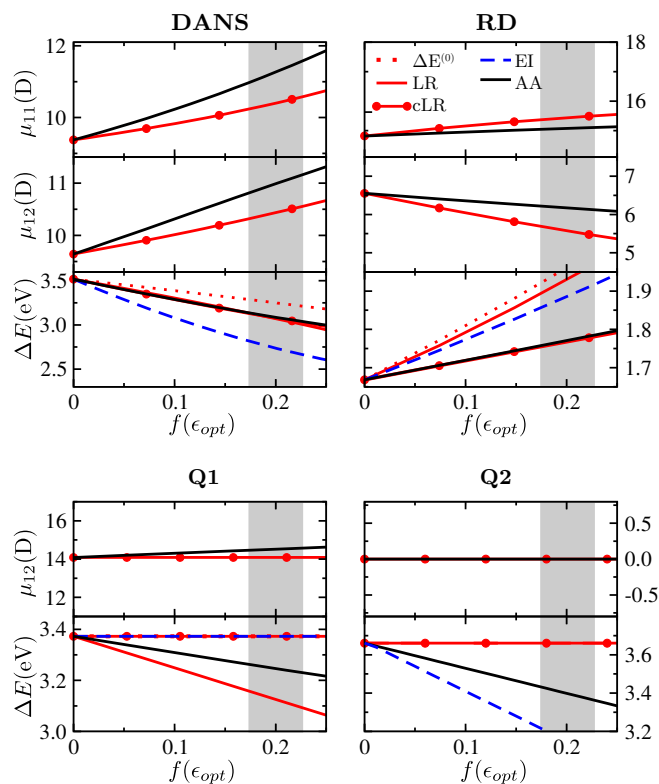 DANS RD
12
11
10
μ₁₁(D)
ΔE⁽⁰⁾ EI
LR AA
cLR
18
16
14
11
10
μ₁₂(D)
7
6
5
3.5
3.0
2.5
ΔE(eV)
1.9
1.8
1.7
0 0.1 0.2 0 0.1 0.2
f(ϵopt) f(ϵopt)
Q1 Q2
16
14
12
μ₁₂(D)
0.5
0.0
-0.5
3.4
3.2
3.0
ΔE(eV)
3.6
3.4
3.2
0 0.1 0.2 0 0.1 0.2
f(ϵopt) f(ϵopt)